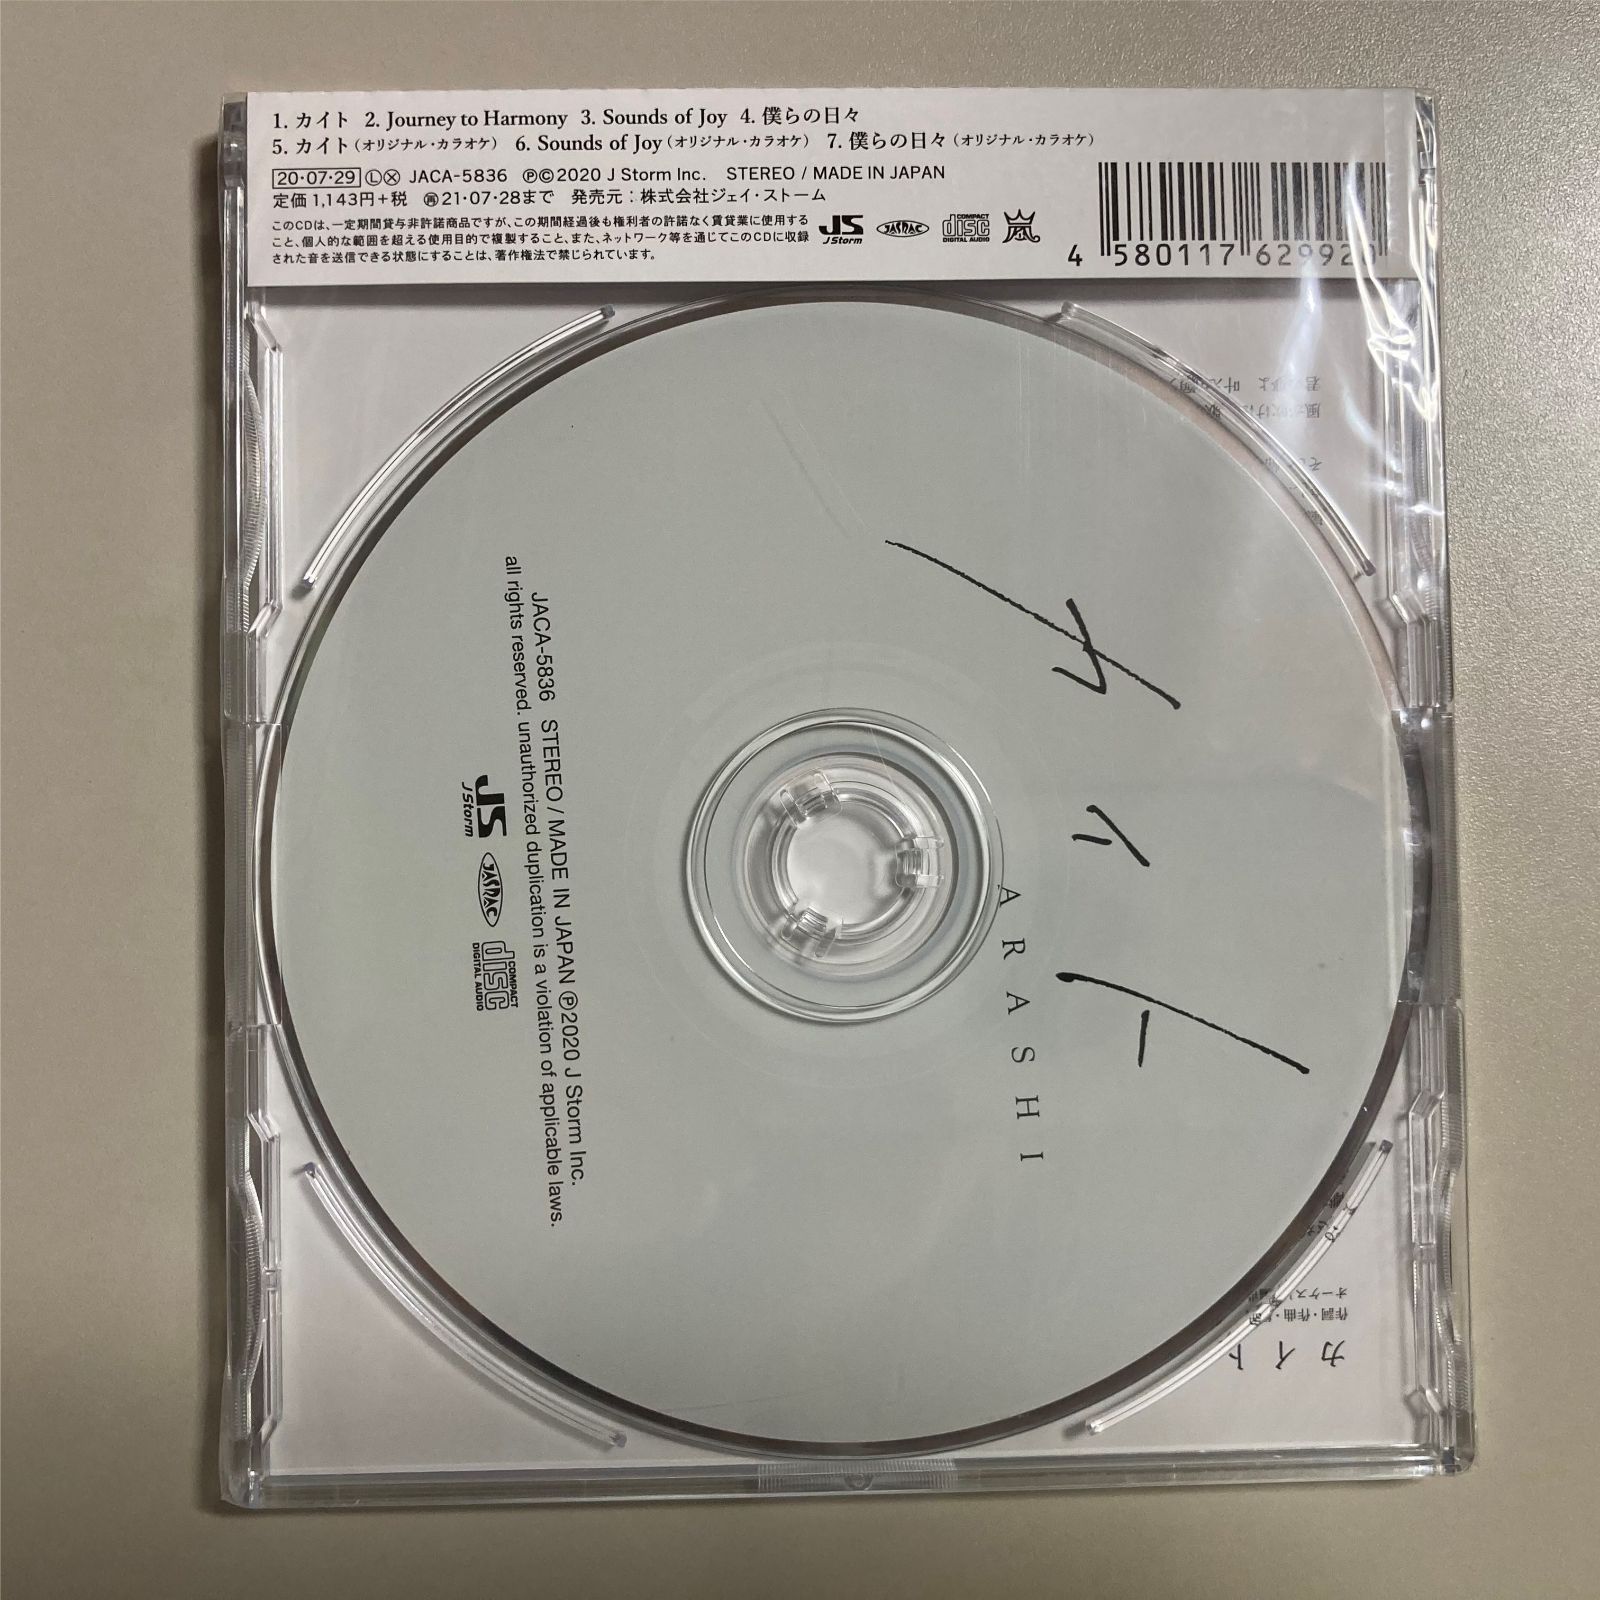 1. カイト 2. Journey to Harmony 3. Sounds of Joy 4. 僕らの日々
5. カイト（オリジナル・カラオケ） 6. Sounds of Joy（オリジナル・カラオケ） 7. 僕らの日々（オリジナル・カラオケ）
20・07・29 Ⓛ Ⓧ JACA-5836 ℗©2020 J Storm Inc. STEREO / MADE IN JAPAN
定価1,143円+税 ㊢21・07・28まで 発売元：株式会社ジェイ・ストーム
このCDは、一定期間貸与非許諾商品ですが、この期間経過後も権利者の許諾なく賃貸業に使用する
こと、個人的な範囲を超える使用目的で複製すること、また、ネットワーク等を通じてこのCDに収録
された音を送信できる状態にすることは、著作権法で禁じられています。
JS
J Storm
JASRAC
COMPACT
disc
DIGITAL AUDIO
嵐
4 580117 629920
カイト
ARASHI
JACA-5836 STEREO / MADE IN JAPAN ℗2020 J Storm Inc.
all rights reserved. unauthorized duplication is a violation of applicable laws.
JS
J Storm
JASRAC
COMPACT
disc
DIGITAL AUDIO
カイト
作詞・作曲・
オーケスト